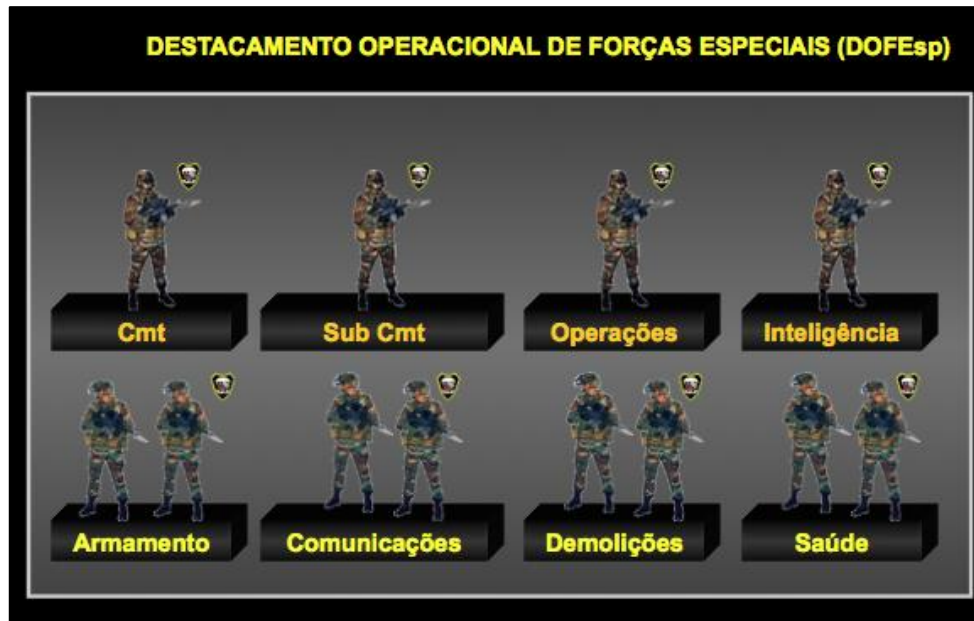 DESTACAMENTO OPERACIONAL DE FORÇAS ESPECIAIS (DOFEsp)
Cmt
Sub Cmt
Operações
Inteligência
Armamento
Comunicações
Demolições
Saúde